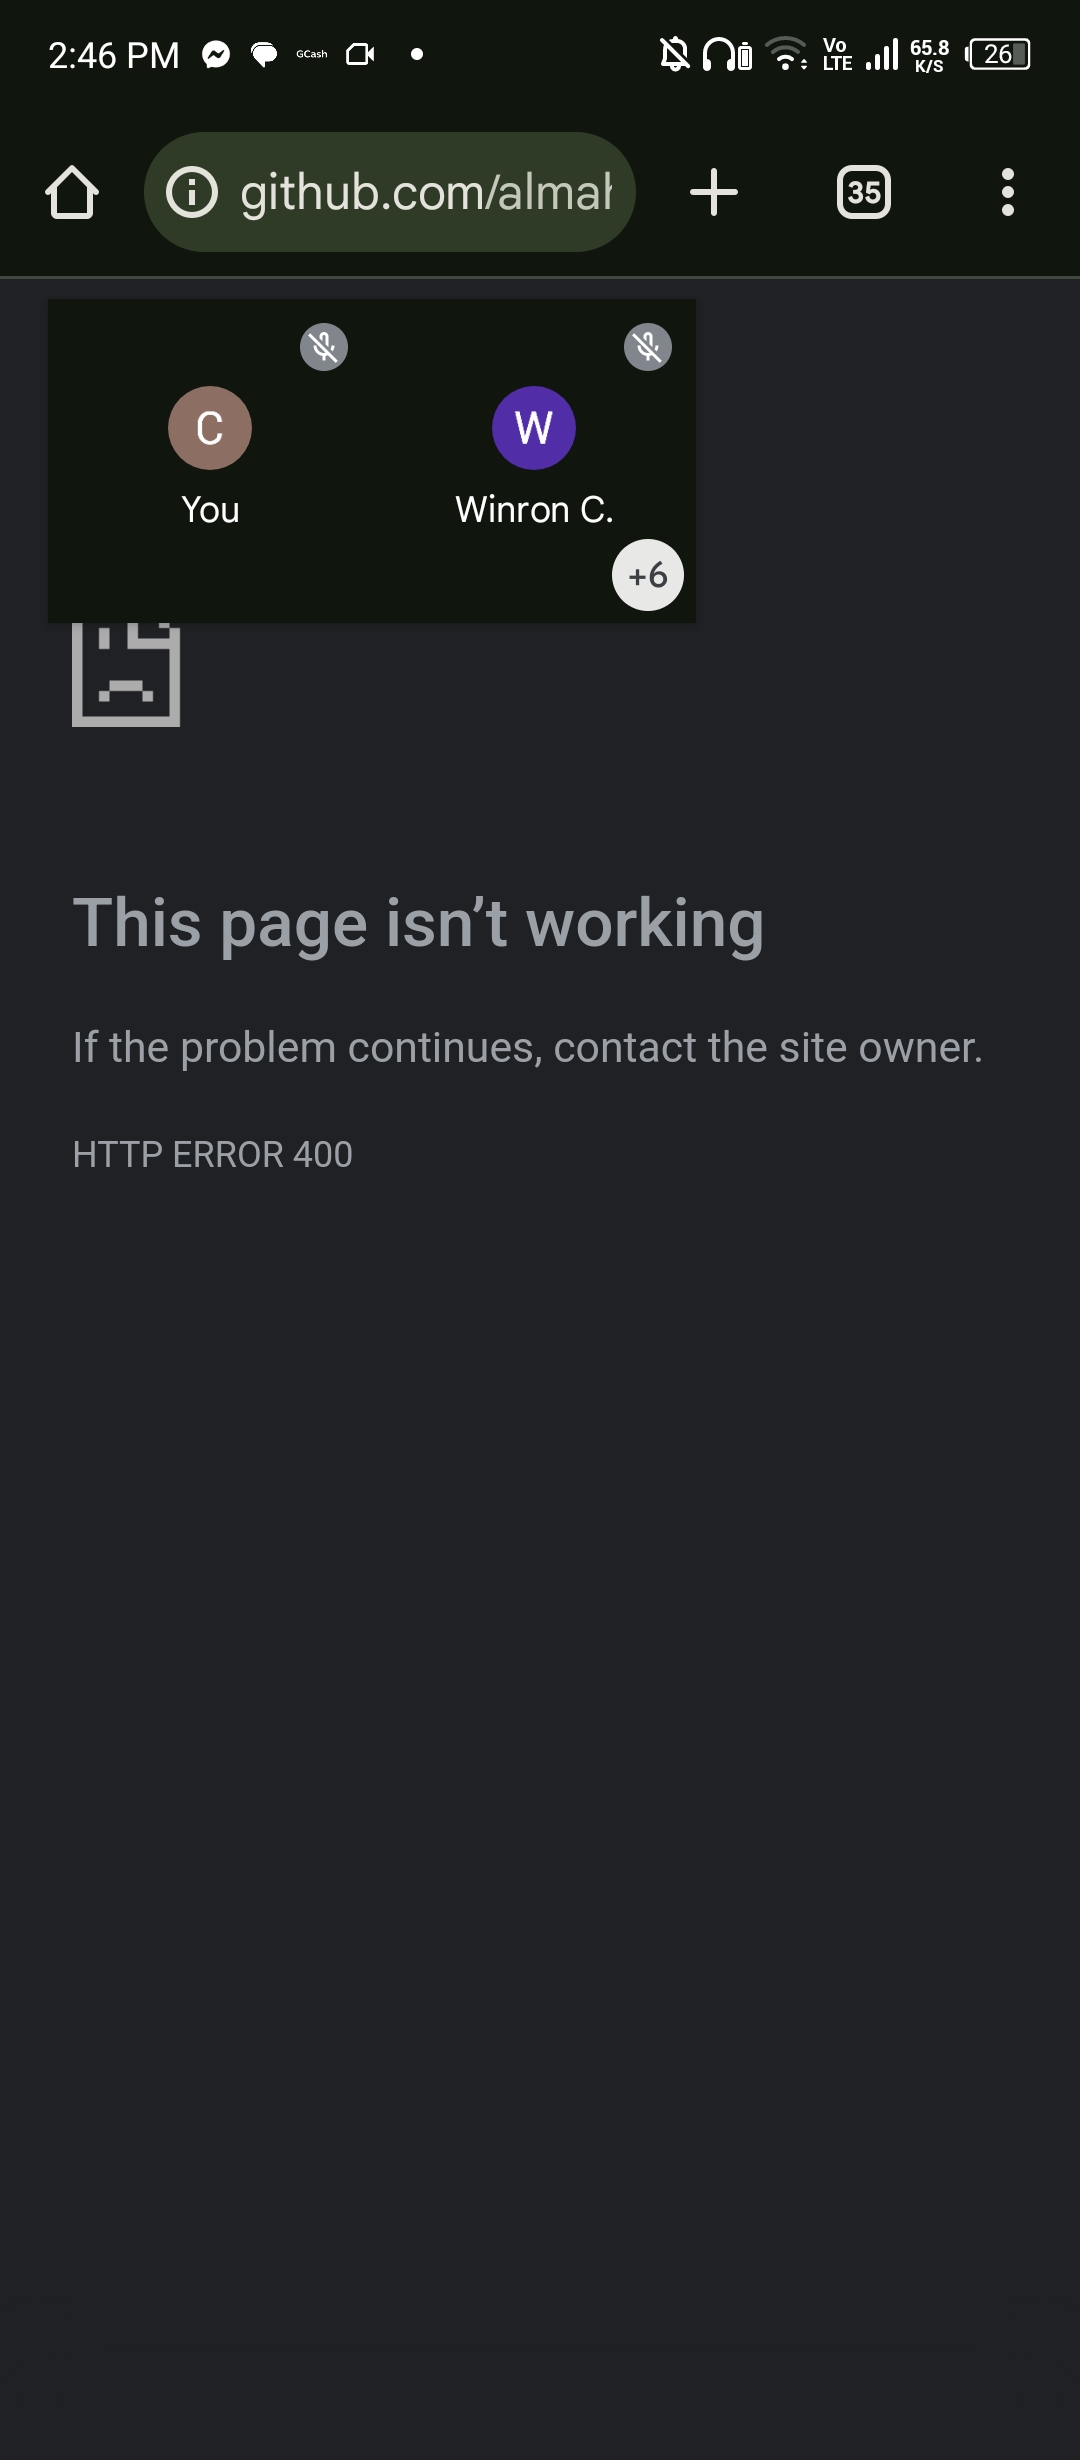 2:46 PM GCash Vo LTE 65.8 K/S 26
github.com/almah 35
C W
You Winron C.
+6
This page isn’t working
If the problem continues, contact the site owner.
HTTP ERROR 400